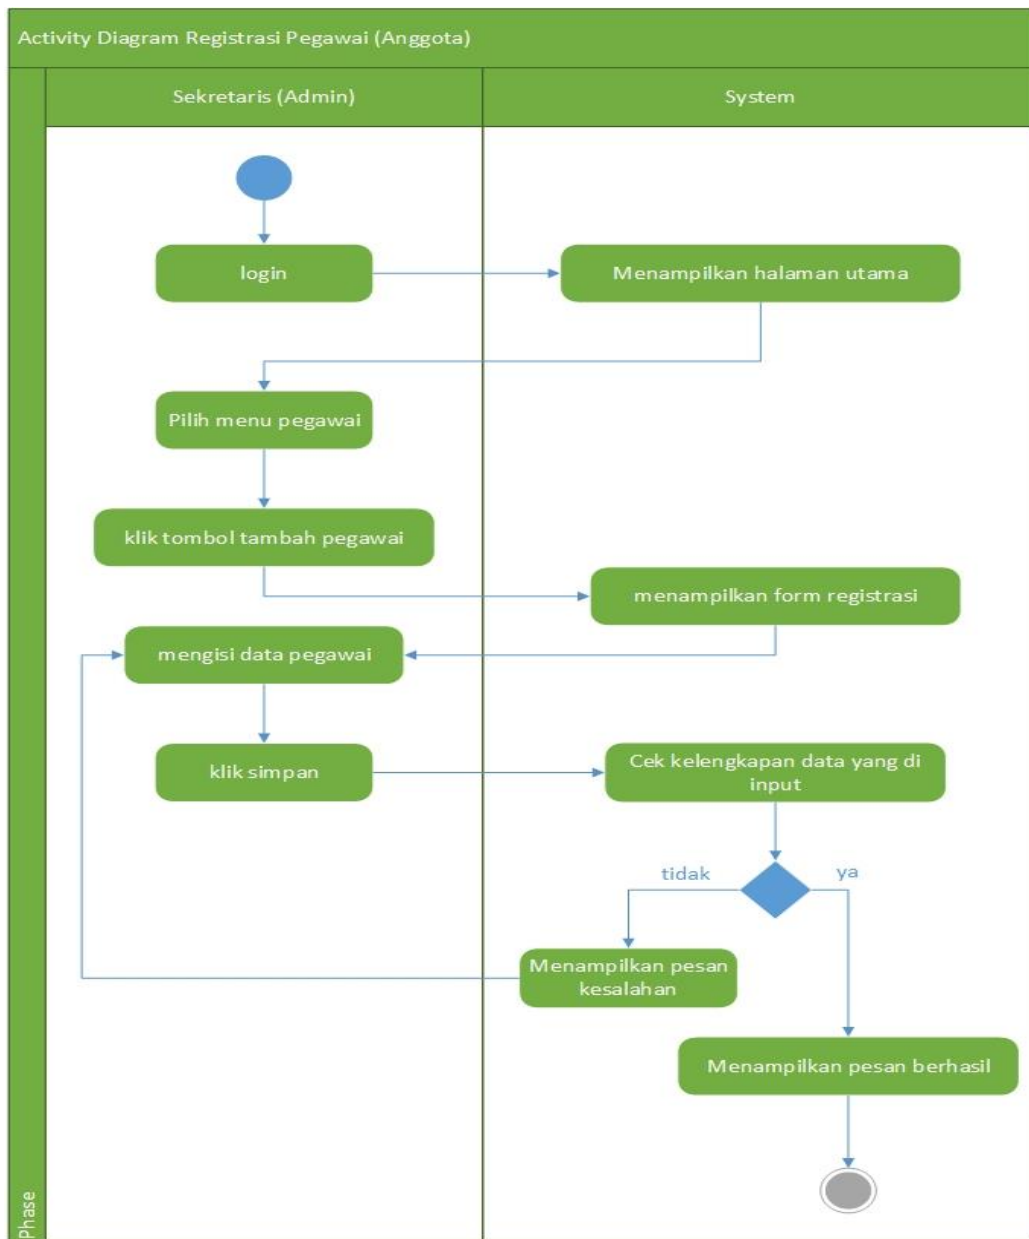 Activity Diagram Registrasi Pegawai (Anggota)
Sekretaris (Admin)
System
login
Menampilkan halaman utama
Pilih menu pegawai
klik tombol tambah pegawai
menampilkan form registrasi
mengisi data pegawai
klik simpan
Cek kelengkapan data yang di
input
tidak
ya
Menampilkan pesan
kesalahan
Menampilkan pesan berhasil
Phase